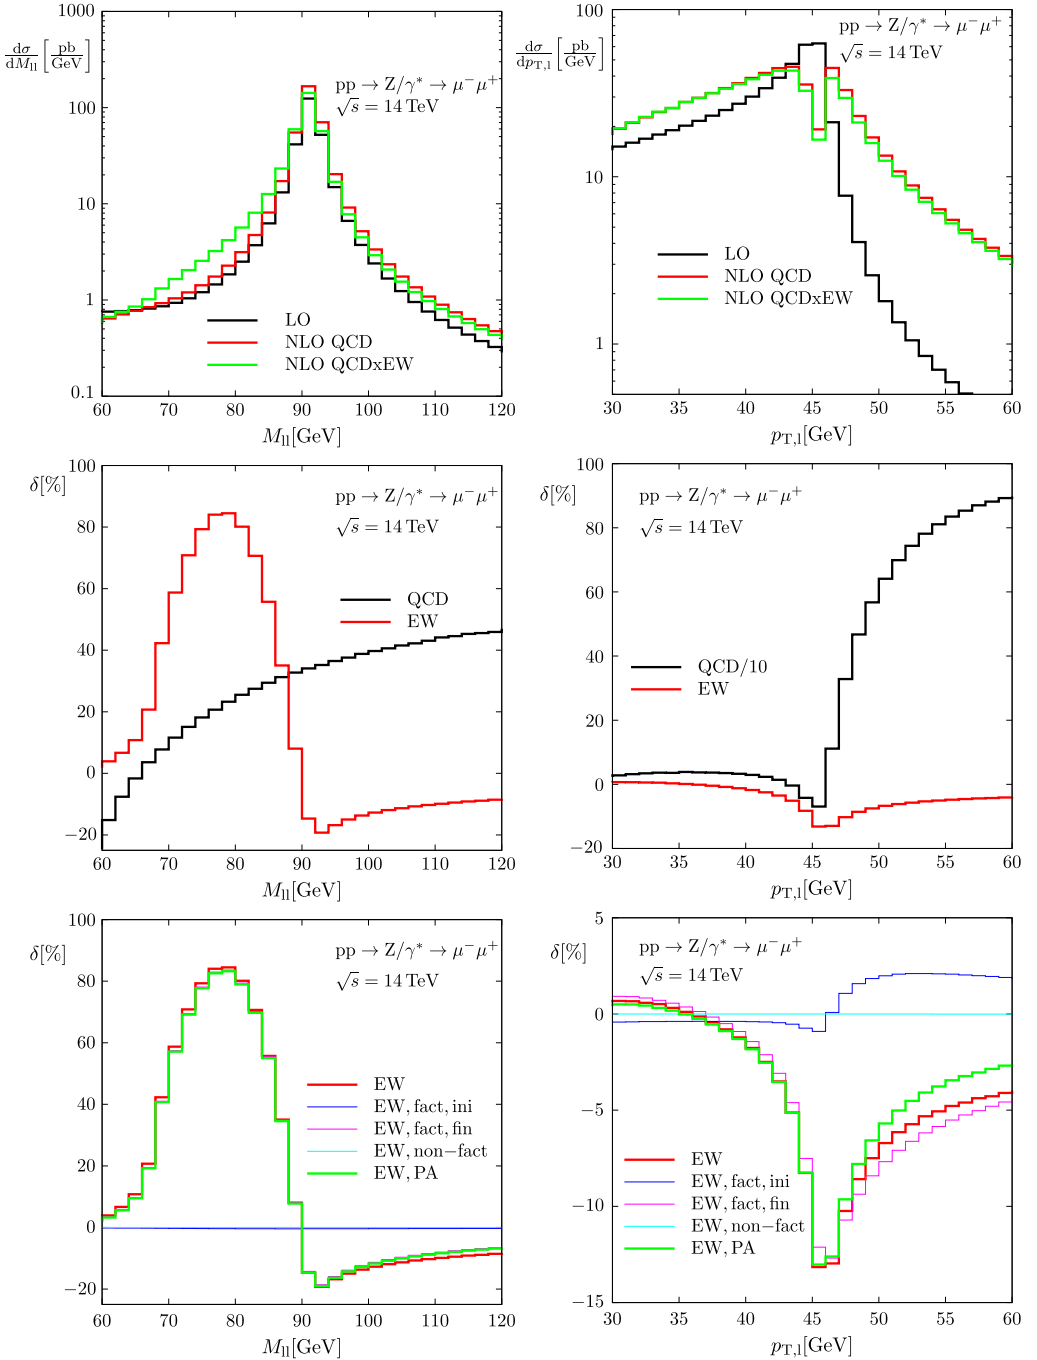 1000
100
10
1
0.1
dσ/dM_ll [pb/GeV]
pp → Z/γ* → μ⁻μ⁺
√s = 14 TeV
LO
NLO QCD
NLO QCDxEW
60 70 80 90 100 110 120
M_ll[GeV]
100
10
1
dσ/dp_T,l [pb/GeV]
pp → Z/γ* → μ⁻μ⁺
√s = 14 TeV
LO
NLO QCD
NLO QCDxEW
30 35 40 45 50 55 60
p_T,l[GeV]
100
80
60
40
20
0
−20
δ[%]
pp → Z/γ* → μ⁻μ⁺
√s = 14 TeV
QCD
EW
60 70 80 90 100 110 120
M_ll[GeV]
100
80
60
40
20
0
−20
δ[%]
pp → Z/γ* → μ⁻μ⁺
√s = 14 TeV
QCD/10
EW
30 35 40 45 50 55 60
p_T,l[GeV]
100
80
60
40
20
0
−20
δ[%]
pp → Z/γ* → μ⁻μ⁺
√s = 14 TeV
EW
EW, fact, ini
EW, fact, fin
EW, non−fact
EW, PA
60 70 80 90 100 110 120
M_ll[GeV]
5
0
−5
−10
−15
δ[%]
pp → Z/γ* → μ⁻μ⁺
√s = 14 TeV
EW
EW, fact, ini
EW, fact, fin
EW, non−fact
EW, PA
30 35 40 45 50 55 60
p_T,l[GeV]